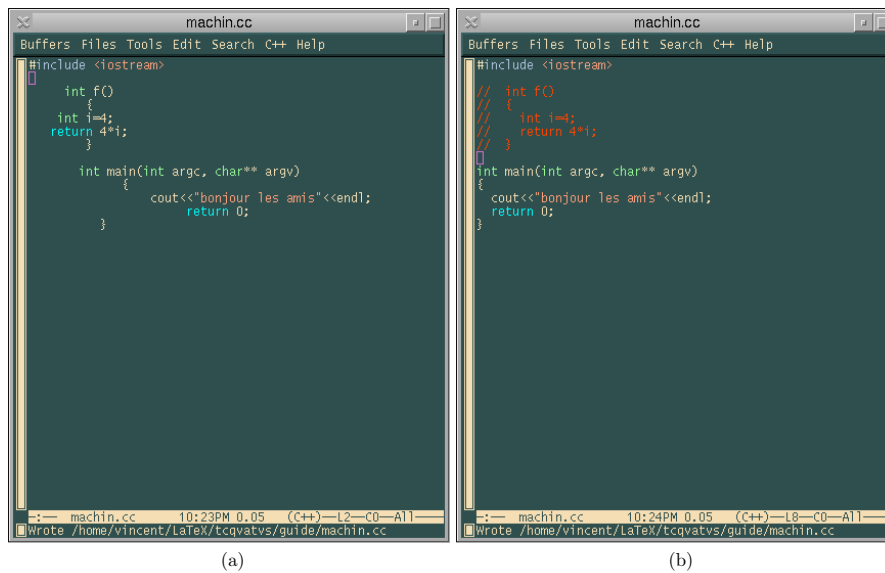 machin.cc
Buffers Files Tools Edit Search C++ Help
#include <iostream>
int f()
{
int i=4;
return 4*i;
}
int main(int argc, char** argv)
{
cout<<"bonjour les amis"<<endl;
return 0;
}
-:-- machin.cc 10:23PM 0.05 (C++)--L2--C0--All----
Wrote /home/vincent/LaTeX/tcqvatvs/guide/machin.cc
(a)
machin.cc
Buffers Files Tools Edit Search C++ Help
#include <iostream>
// int f()
// {
// int i=4;
// return 4*i;
// }
int main(int argc, char** argv)
{
cout<<"bonjour les amis"<<endl;
return 0;
}
-:-- machin.cc 10:24PM 0.05 (C++)--L8--C0--All----
Wrote /home/vincent/LaTeX/tcqvatvs/guide/machin.cc
(b)